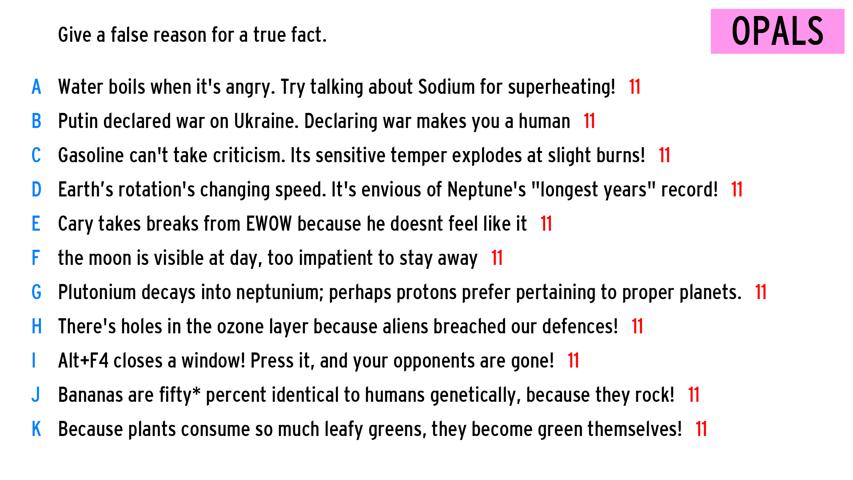 Give a false reason for a true fact.
OPALS
A Water boils when it's angry. Try talking about Sodium for superheating! 11
B Putin declared war on Ukraine. Declaring war makes you a human 11
C Gasoline can't take criticism. Its sensitive temper explodes at slight burns! 11
D Earth's rotation's changing speed. It's envious of Neptune's "longest years" record! 11
E Cary takes breaks from EWOW because he doesnt feel like it 11
F the moon is visible at day, too impatient to stay away 11
G Plutonium decays into neptunium; perhaps protons prefer pertaining to proper planets. 11
H There's holes in the ozone layer because aliens breached our defences! 11
I Alt+F4 closes a window! Press it, and your opponents are gone! 11
J Bananas are fifty* percent identical to humans genetically, because they rock! 11
K Because plants consume so much leafy greens, they become green themselves! 11